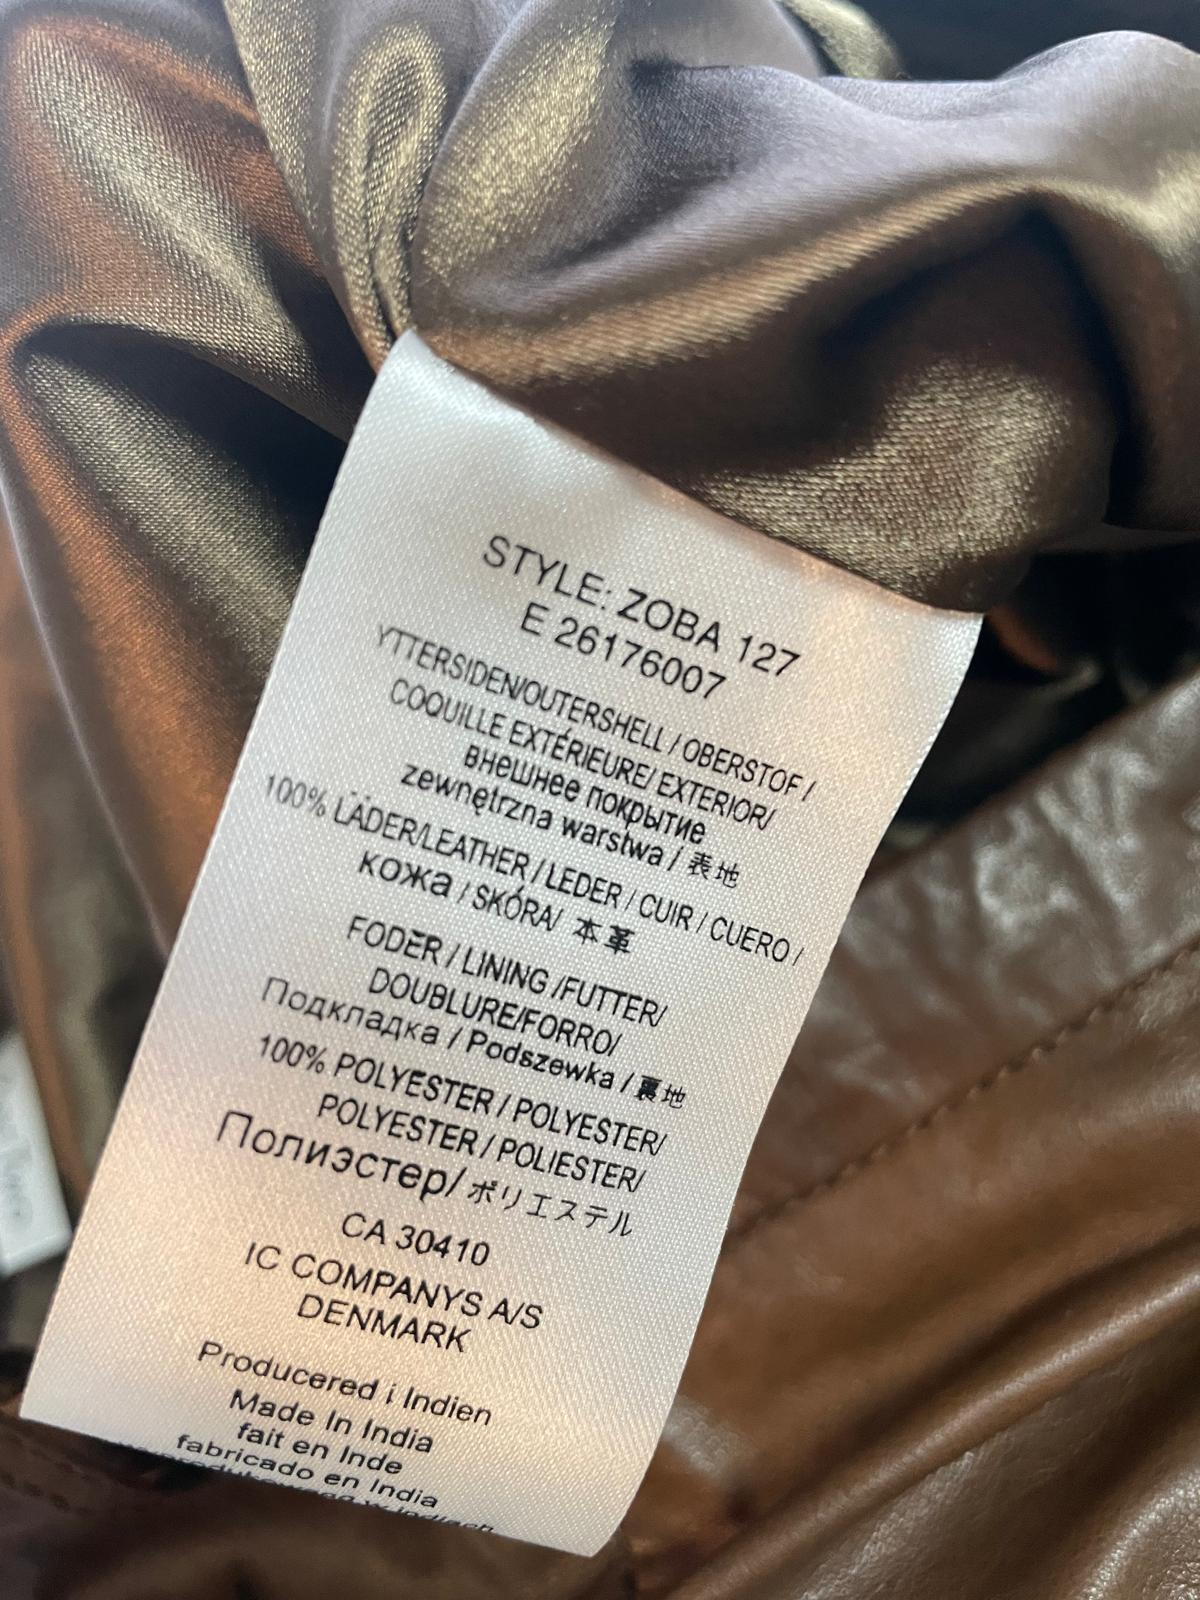 STYLE: ZOBA 127
E 26176007
YTTERSIDEN/OUTERSHELL / OBERSTOF /
COQUILLE EXTÉRIEURE/ EXTERIOR/
внешнее покрытие
zewnętrzna warstwa / 表地
100% LÄDER/LEATHER / LEDER / CUIR / CUERO /
кожа / SKÓRA/ 本革
FODER / LINING /FUTTER/
DOUBLURE/FORRO/
Подкладка / Podszewka / 裏地
100% POLYESTER / POLYESTER/
POLYESTER / POLIESTER/
Полиэстер/ ポリエステル
CA 30410
IC COMPANYS A/S
DENMARK
Producered i Indien
Made In India
fait en Inde
fabricado en India
w Indiach